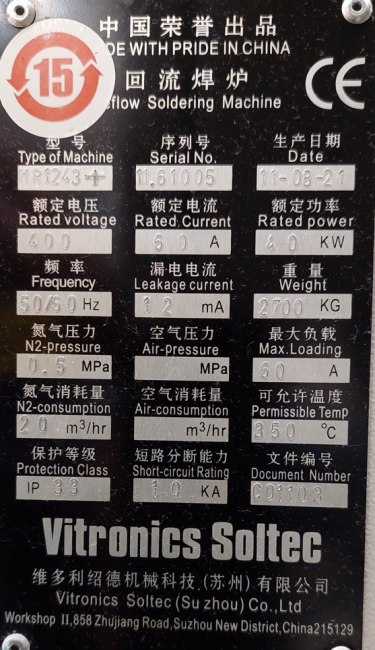 中国荣誉出品
DE WITH PRIDE IN CHINA
15
回流焊炉
eflow Soldering Machine
CE
型号 序列号 生产日期
Type of Machine Serial No. Date
MR1243+ 11.61005 11-08-21
额定电压 额定电流 额定功率
Rated voltage Rated Current Rated power
400 60 A 40 KW
频率 漏电电流 重量
Frequency Leakage current Weight
50/60 Hz 12 mA 2700 KG
氮气压力 空气压力 最大负载
N2-pressure Air-pressure Max.Loading
0.5 MPa MPa 60 A
氮气消耗量 空气消耗量 可允许温度
N2-consumption Air-consumption Permissible Temp
20 m³/hr m³/hr 350 ℃
保护等级 短路分断能力 文件编号
Protection Class Short-circuit Rating Document Number
IP 33 10 KA CD1103
Vitronics Soltec
维多利绍德机械科技.(苏州)有限公司
Vitronics Soltec (Su zhou) Co.,Ltd
Workshop II,858 Zhujiang Road,Suzhou New District,China215129